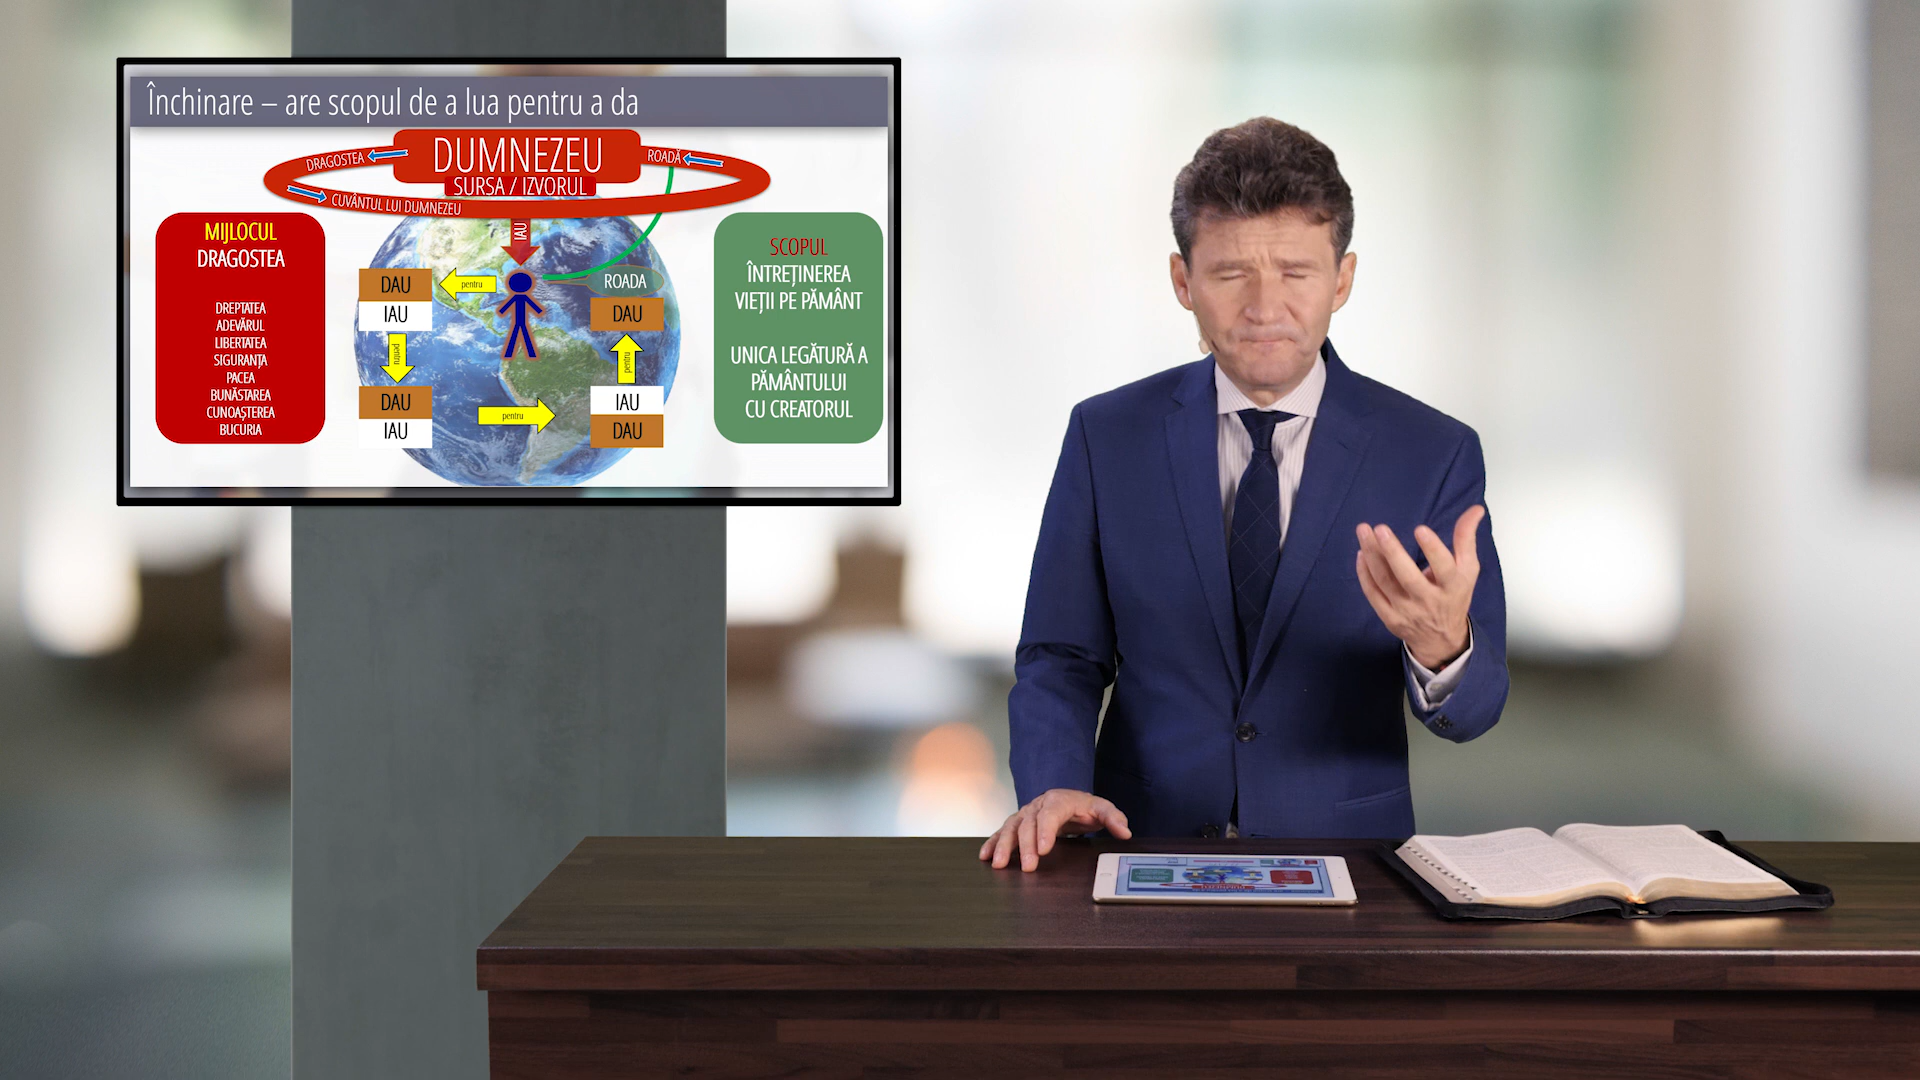 Închinare – are scopul de a lua pentru a da
DUMNEZEU
SURSA / IZVORUL
DRAGOSTEA
ROADĂ
CUVÂNTUL LUI DUMNEZEU
MIJLOCUL
DRAGOSTEA
DREPTATEA
ADEVĂRUL
LIBERTATEA
SIGURANȚA
PACEA
BUNĂSTAREA
CUNOAȘTEREA
BUCURIA
IAU
DAU
IAU
pentru
pentru
DAU
IAU
pentru
IAU
DAU
pentru
ROADA
DAU
SCOPUL
ÎNTREȚINEREA
VIEȚII PE PĂMÂNT
UNICA LEGĂTURĂ A
PĂMÂNTULUI
CU CREATORUL